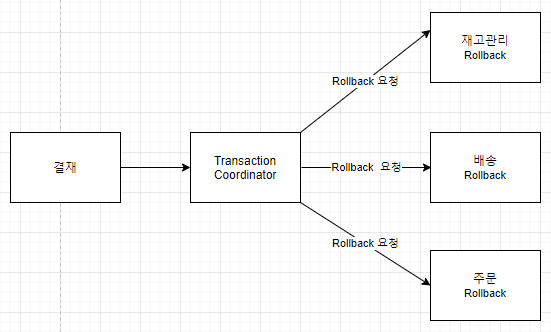 재고관리
Rollback
Rollback 요청
결재
Transaction
Coordinator
Rollback 요청
배송
Rollback
Rollback 요청
주문
Rollback